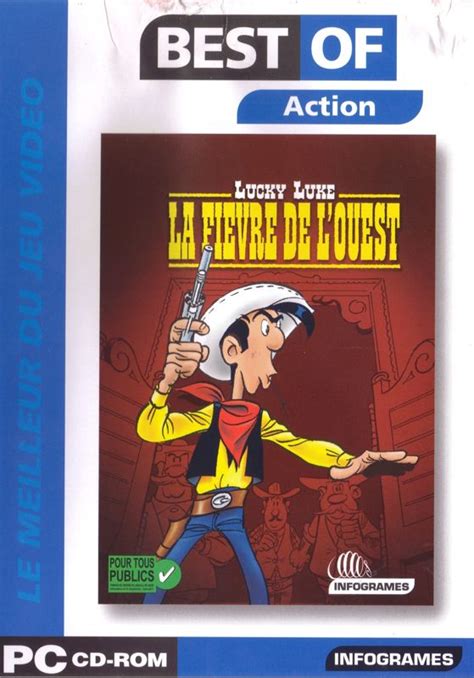 BEST OF
Action
LE MEILLEUR DU JEU VIDEO
LUCKY LUKE
LA FIEVRE DE L'OUEST
POUR TOUS
PUBLICS
INFOGRAMES
PC CD-ROM
INFOGRAMES